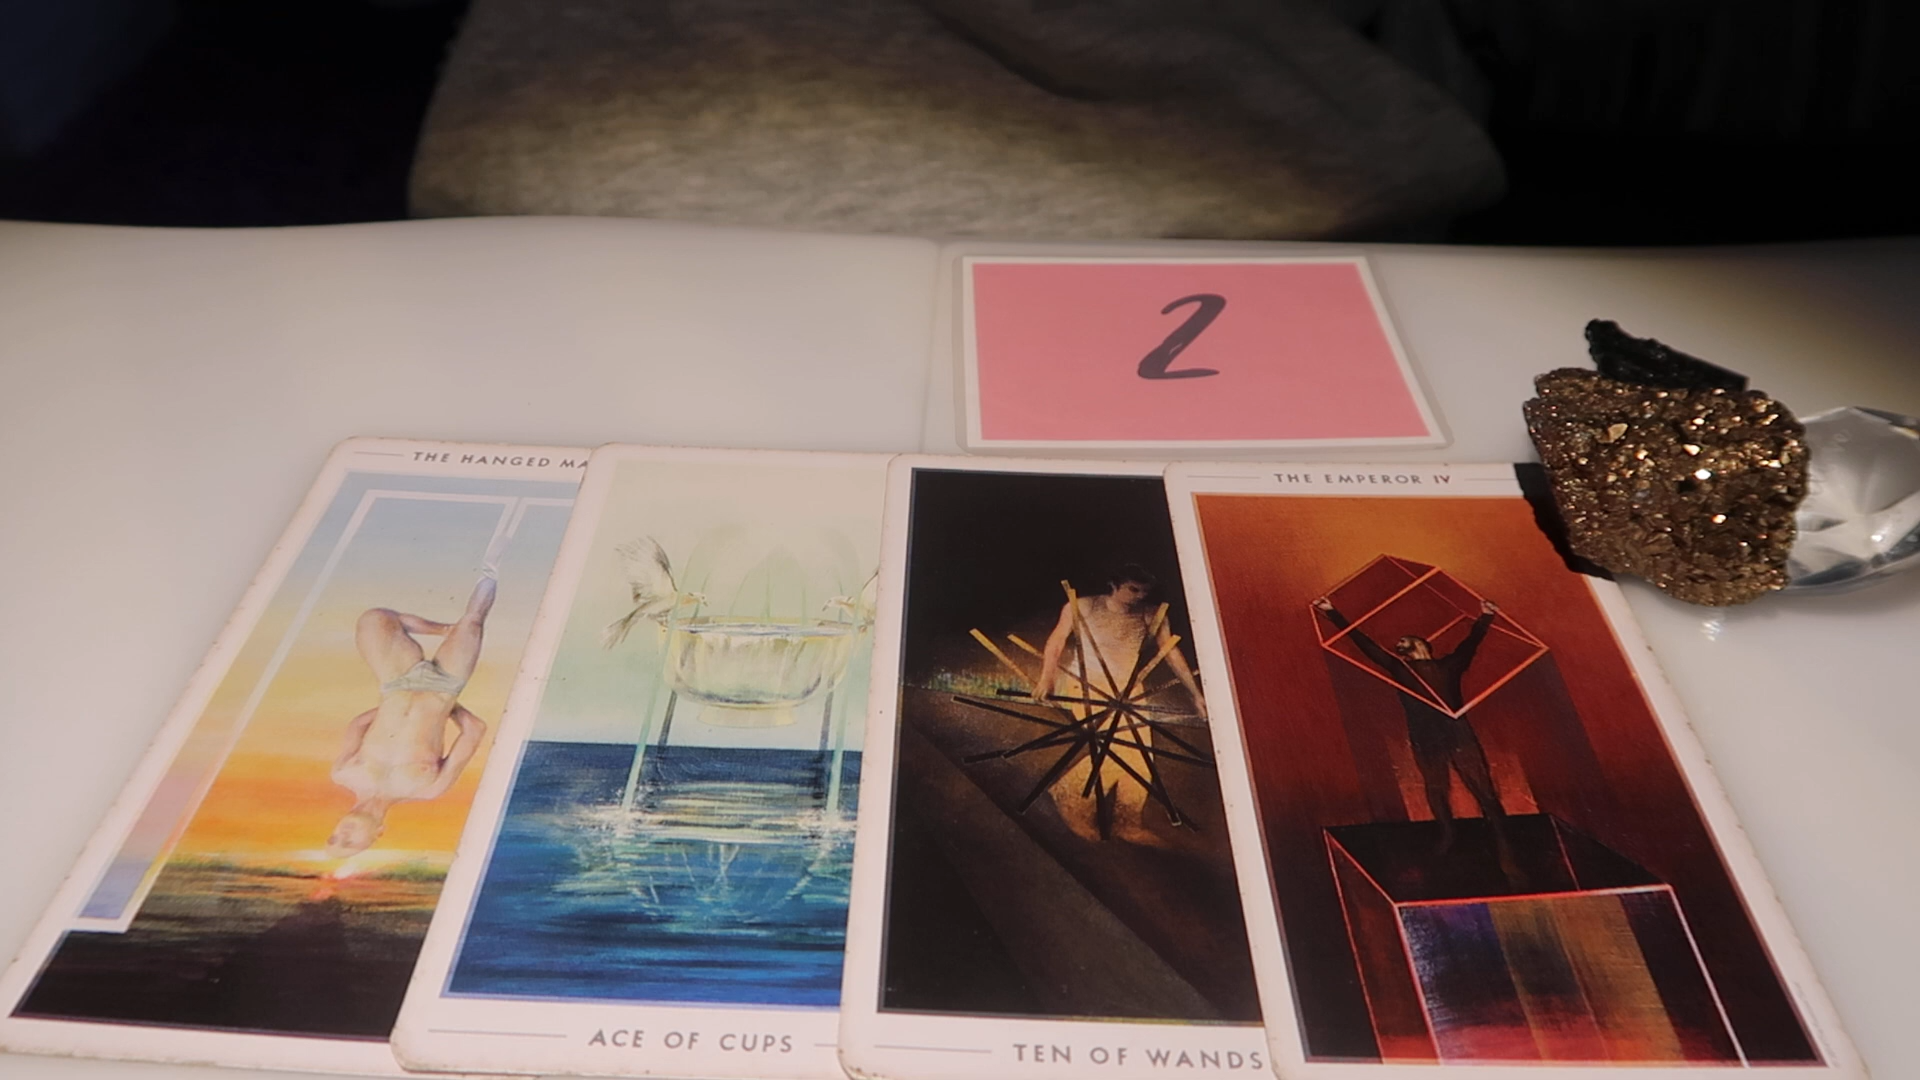 2
THE HANGED MA
THE EMPEROR IV
ACE OF CUPS
TEN OF WANDS